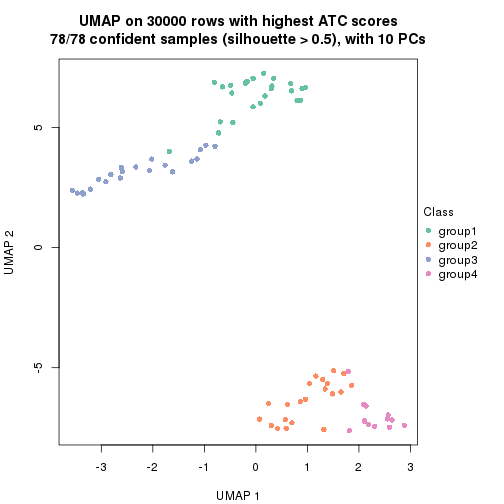 UMAP on 30000 rows with highest ATC scores
78/78 confident samples (silhouette > 0.5), with 10 PCs
5
0
-5
UMAP 2
-3
-2
-1
0
1
2
3
UMAP 1
Class
group1
group2
group3
group4